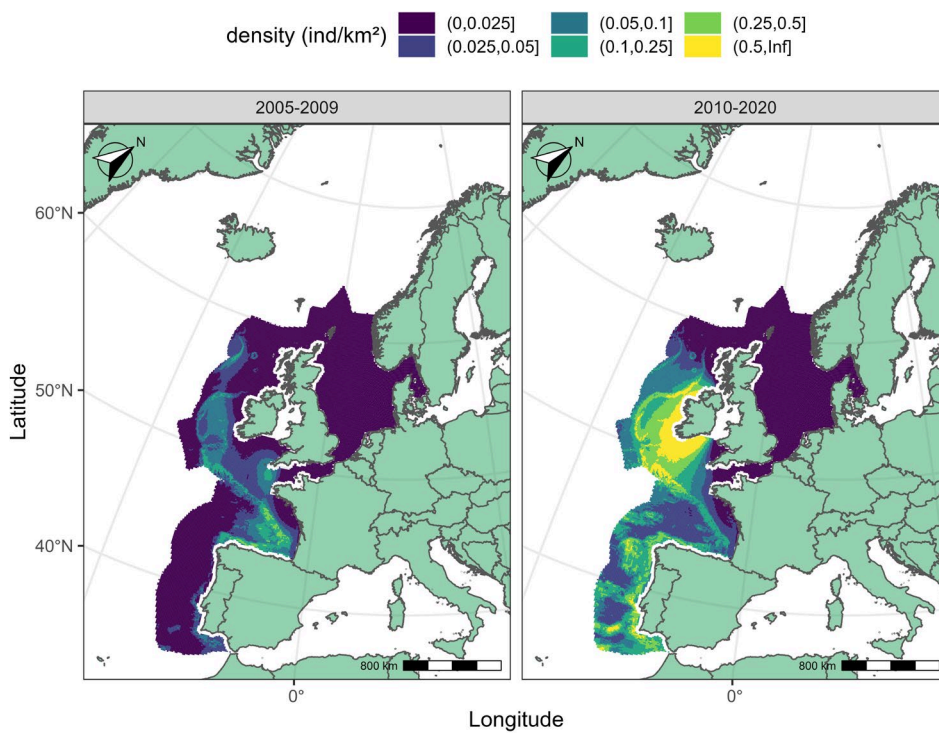 density (ind/km²)
(0,0.025] (0.05,0.1] (0.25,0.5]
(0.025,0.05] (0.1,0.25] (0.5,Inf]
2005-2009 2010-2020
N N
60°N
50°N
40°N
Latitude
800 km 800 km
0° 0°
Longitude